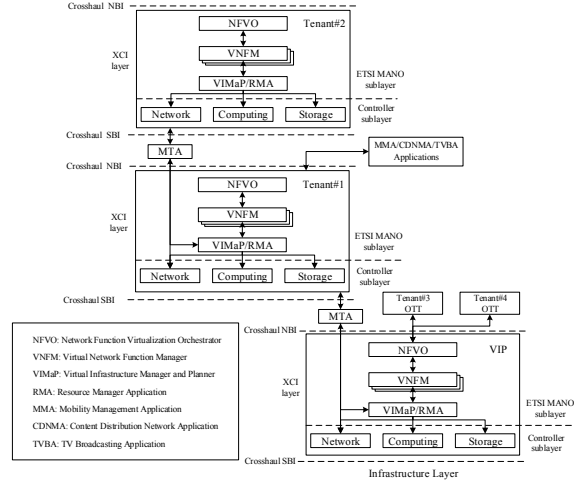 Crosshaul NBI
NFVO
Tenant#2
XCI
layer
VNFM
VIMaP/RMA
ETSI MANO
sublayer
Controller
sublayer
Network
Computing
Storage
Crosshaul SBI
MTA
MMA/CDNMA/TVBA
Applications
Crosshaul NBI
NFVO
Tenant#1
XCI
layer
VNFM
VIMaP/RMA
ETSI MANO
sublayer
Controller
sublayer
Network
Computing
Storage
Crosshaul SBI
MTA
Tenant#3
OTT
Tenant#4
OTT
Crosshaul NBI
NFVO
VIP
XCI
layer
VNFM
VIMaP/RMA
ETSI MANO
sublayer
Controller
sublayer
Network
Computing
Storage
Crosshaul SBI
Infrastructure Layer
NFVO: Network Function Virtualization Orchestrator
VNFM: Virtual Network Function Manager
VIMaP: Virtual Infrastructure Manager and Planner
RMA: Resource Manager Application
MMA: Mobility Management Application
CDNMA: Content Distribution Network Application
TVBA: TV Broadcasting Application